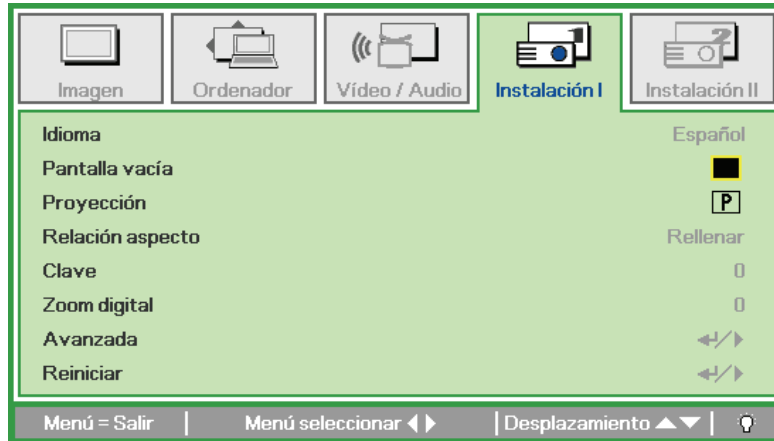 Imagen
Ordenador
Vídeo / Audio
Instalación I
Instalación II
Idioma Español
Pantalla vacía
Proyección P
Relación aspecto Rellenar
Clave 0
Zoom digital 0
Avanzada
Reiniciar
Menú = Salir Menú seleccionar Desplazamiento